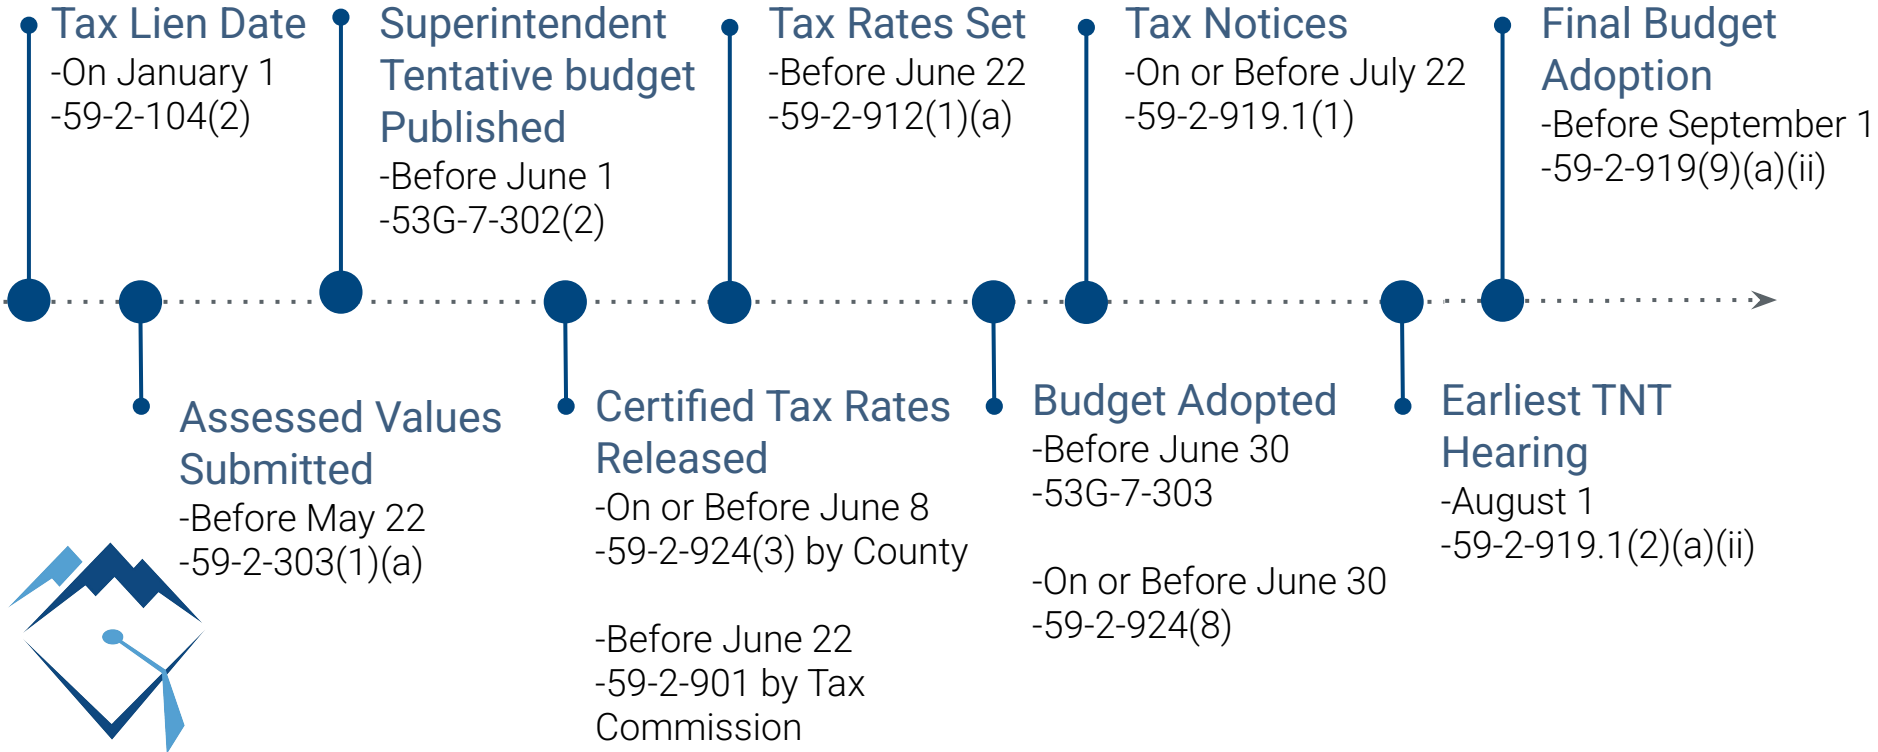 Tax Lien Date
-On January 1
-59-2-104(2)
Superintendent
Tentative budget
Published
-Before June 1
-53G-7-302(2)
Tax Rates Set
-Before June 22
-59-2-912(1)(a)
Tax Notices
-On or Before July 22
-59-2-919.1(1)
Final Budget
Adoption
-Before September 1
-59-2-919(9)(a)(ii)
Assessed Values
Submitted
-Before May 22
-59-2-303(1)(a)
Certified Tax Rates
Released
-On or Before June 8
-59-2-924(3) by County
-Before June 22
-59-2-901 by Tax
Commission
Budget Adopted
-Before June 30
-53G-7-303
-On or Before June 30
-59-2-924(8)
Earliest TNT
Hearing
-August 1
-59-2-919.1(2)(a)(ii)